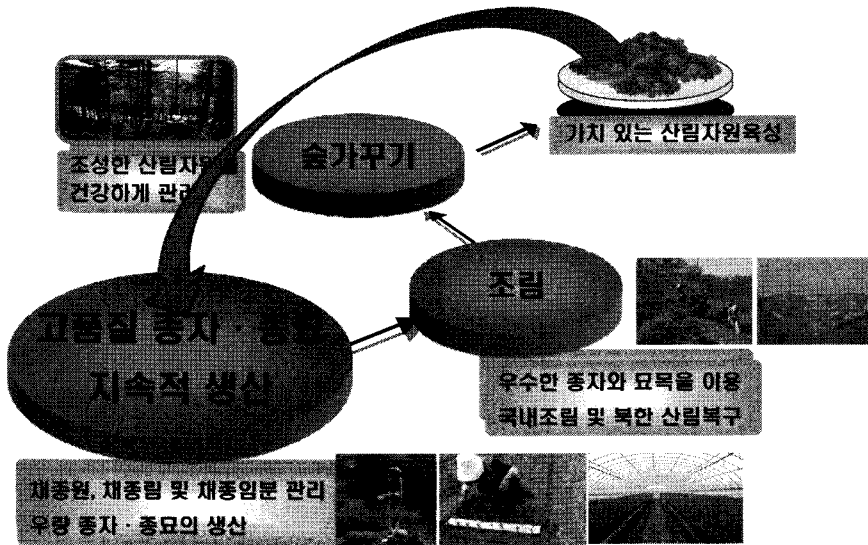 가치 있는 산림자원육성
숲가꾸기
조성한 산림자원을
건강하게 관리
조림
우수한 종자와 묘목을 이용
국내조림 및 북한 산림복구
고품질 종자 · 종묘
지속적 생산
채종원, 채종림 및 채종임분 관리
우량 종자 · 종묘의 생산